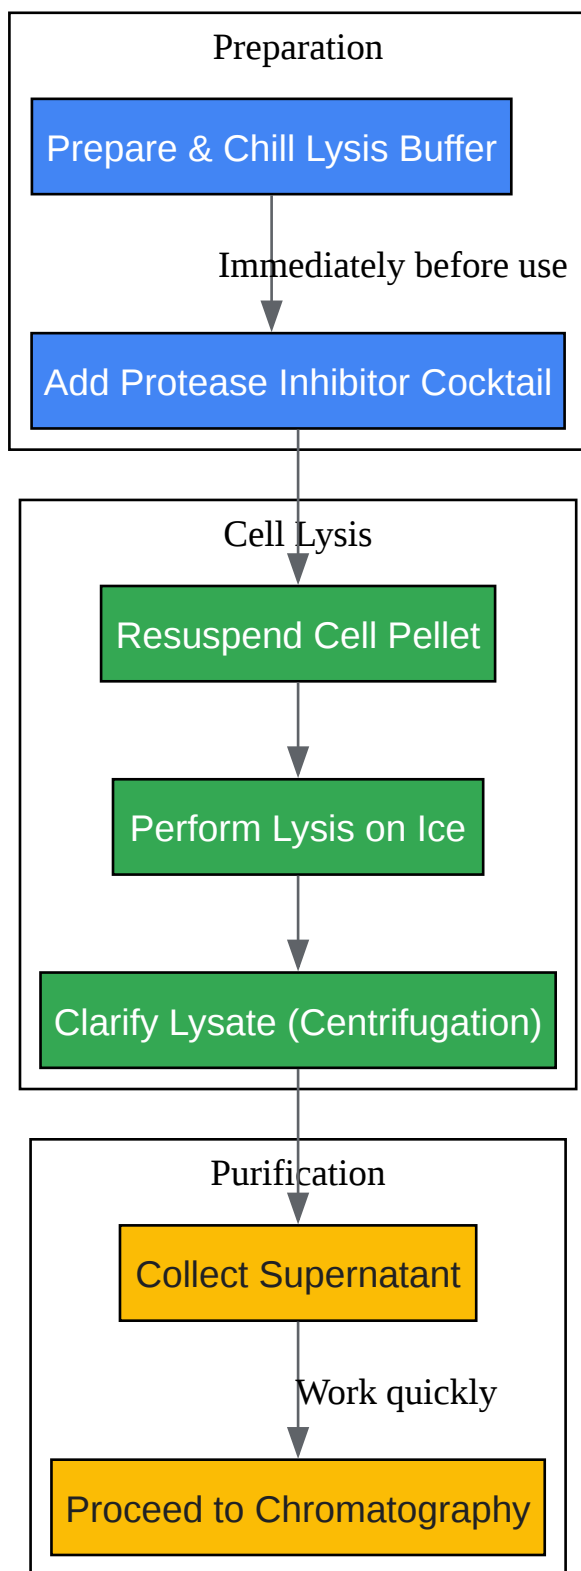 Preparation
Prepare & Chill Lysis Buffer
Immediately before use
Add Protease Inhibitor Cocktail
Cell Lysis
Resuspend Cell Pellet
Perform Lysis on Ice
Clarify Lysate (Centrifugation)
Purification
Collect Supernatant
Work quickly
Proceed to Chromatography